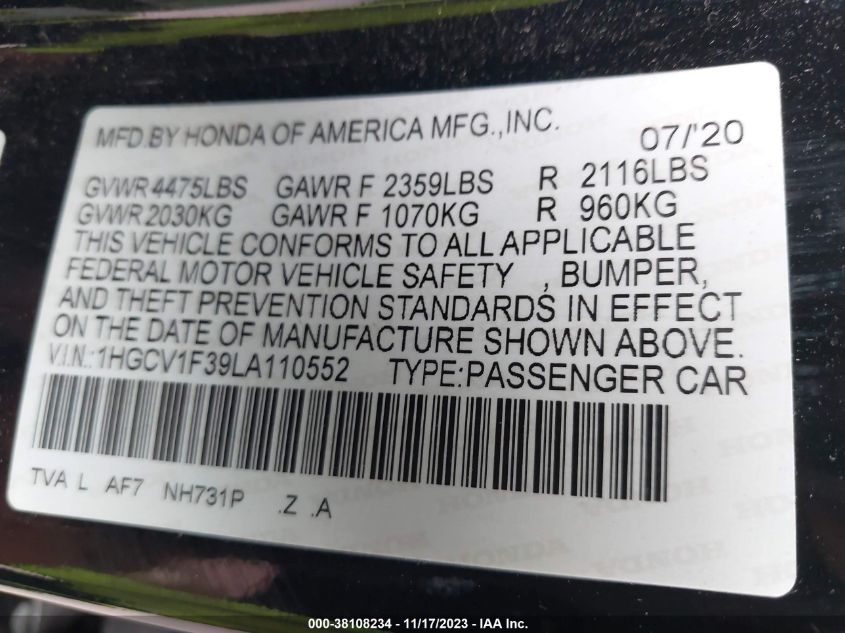 MFD.BY HONDA OF AMERICA MFG.,INC. 07/'20
GVWR 4475LBS GAWR F 2359LBS R 2116LBS
GVWR 2030KG GAWR F 1070KG R 960KG
THIS VEHICLE CONFORMS TO ALL APPLICABLE
FEDERAL MOTOR VEHICLE SAFETY , BUMPER,
AND THEFT PREVENTION STANDARDS IN EFFECT
ON THE DATE OF MANUFACTURE SHOWN ABOVE.
V.I.N.:1HGCV1F39LA110552 TYPE:PASSENGER CAR
TVA L AF7 NH731P .Z .A
HONDA
000-38108234 - 11/17/2023 - IAA Inc.